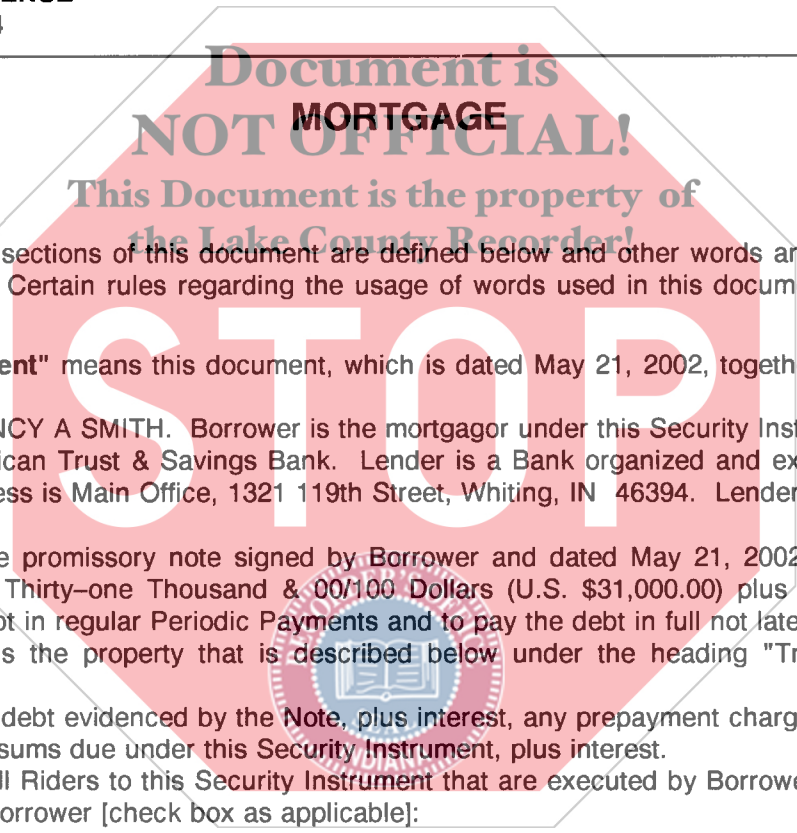 Document is
MORTGAGE
NOT OFFICIAL!
This Document is the property of
the Lake County Recorder!
sections of this document are defined below and other words ar
Certain rules regarding the usage of words used in this docum
STOP
ent" means this document, which is dated May 21, 2002, togeth
NCY A SMITH. Borrower is the mortgagor under this Security Inst
ican Trust & Savings Bank. Lender is a Bank organized and ex
ess is Main Office, 1321 119th Street, Whiting, IN 46394. Lender
e promissory note signed by Borrower and dated May 21, 2002
Thirty-one Thousand & 00/100 Dollars (U.S. $31,000.00) plus
bt in regular Periodic Payments and to pay the debt in full not late
s the property that is described below under the heading "Tr
debt evidenced by the Note, plus interest, any prepayment charg
sums due under this Security Instrument, plus interest.
ll Riders to this Security Instrument that are executed by Borrowe
orrower [check box as applicable]:
INDIANA